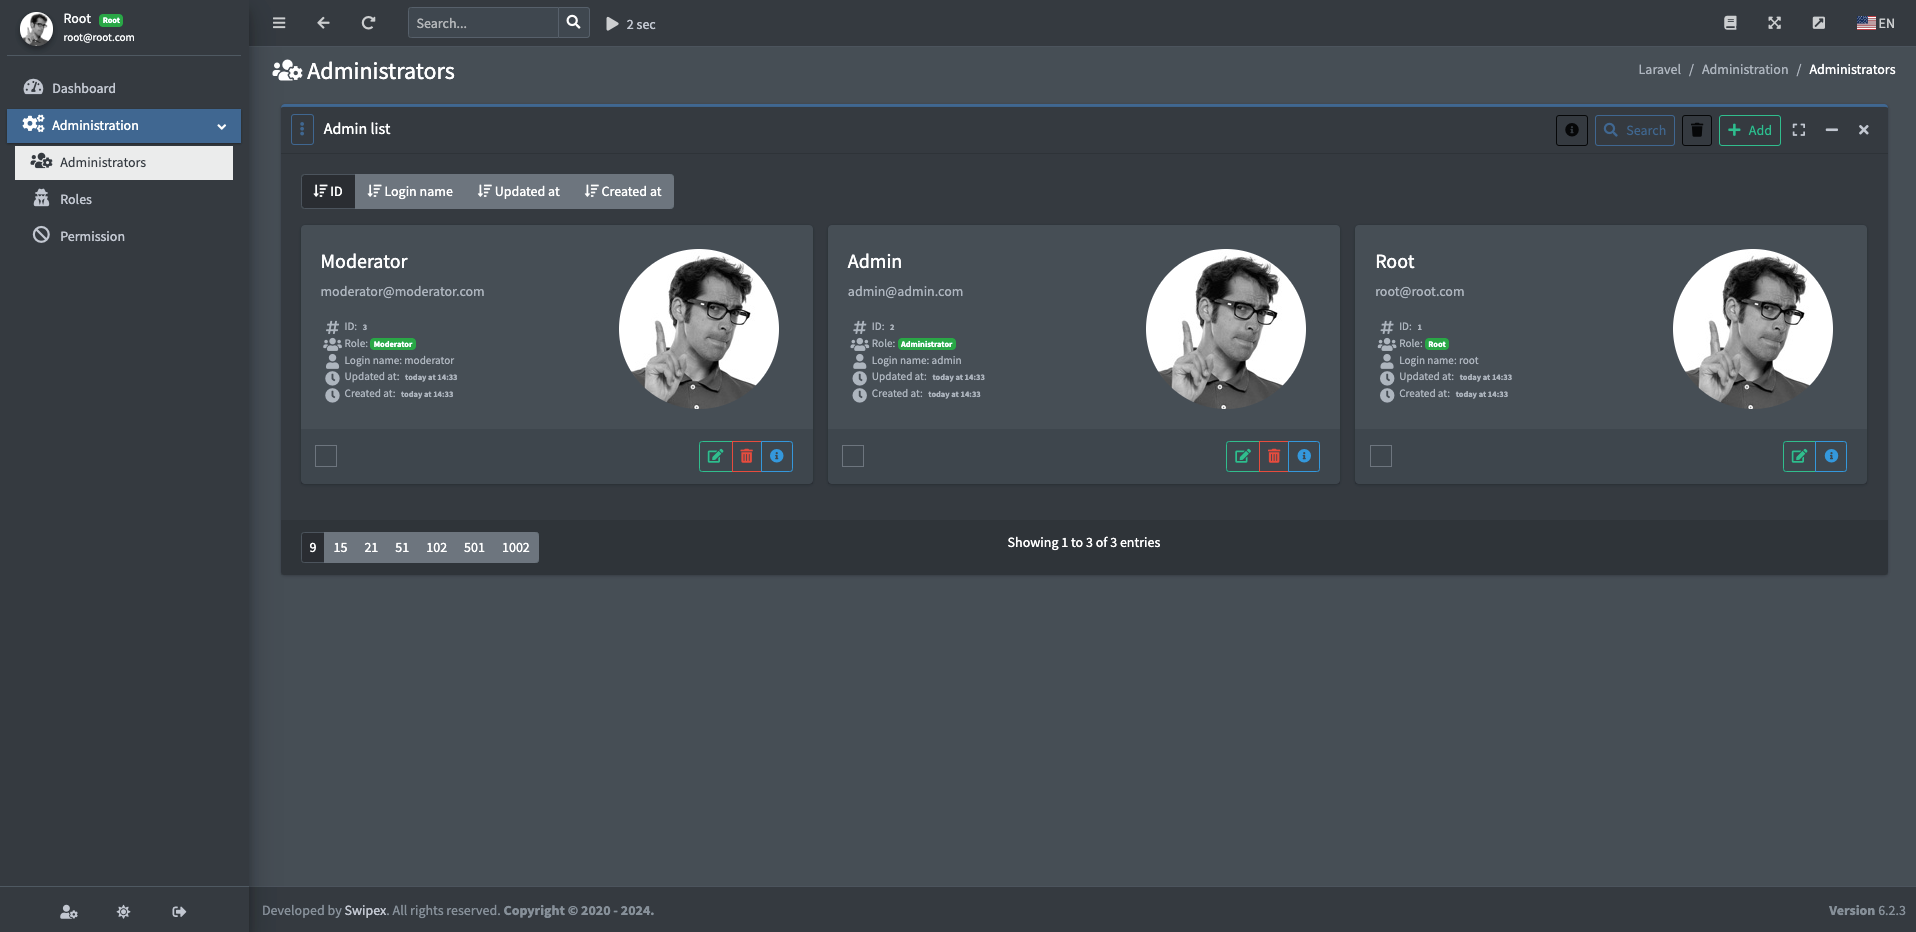 Root Root
root@root.com
Dashboard
Administration
Administrators
Roles
Permission
Search...
2 sec
EN
Administrators
Laravel / Administration / Administrators
Admin list
Search
Add
ID
Login name
Updated at
Created at
Moderator
moderator@moderator.com
ID: 3
Role: Moderator
Login name: moderator
Updated at: today at 14:33
Created at: today at 14:33
Admin
admin@admin.com
ID: 2
Role: Administrator
Login name: admin
Updated at: today at 14:33
Created at: today at 14:33
Root
root@root.com
ID: 1
Role: Root
Login name: root
Updated at: today at 14:33
Created at: today at 14:33
9 15 21 51 102 501 1002
Showing 1 to 3 of 3 entries
Developed by Swipex. All rights reserved. Copyright © 2020 - 2024.
Version 6.2.3